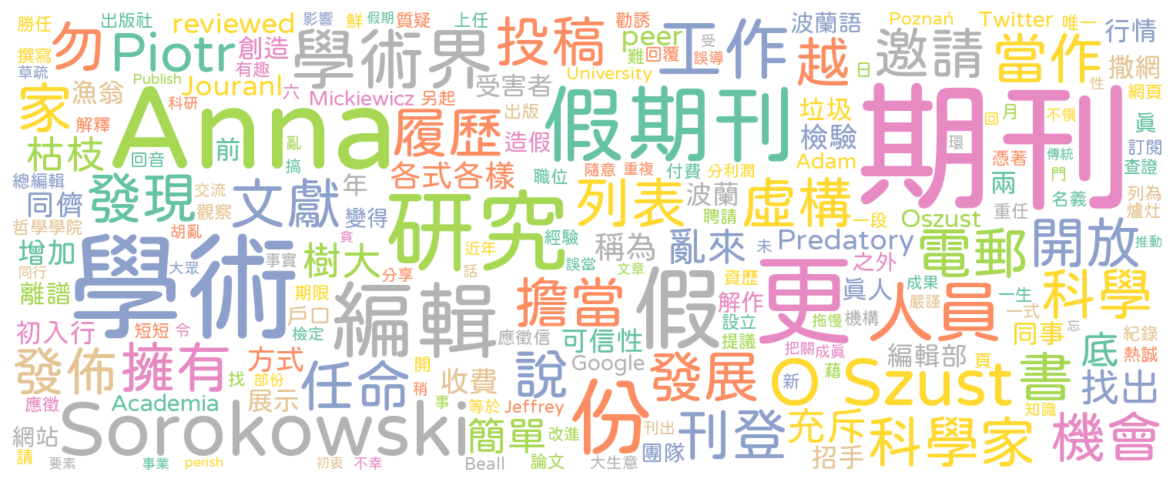 勝任 出版社 reviewed 影響 鮮 假期 質疑 上任 勸誘 波蘭語 Poznań Twitter 唯一 行情
撰寫 勿 Piotr 創造 學術界 投稿 peer 工作 越 邀請 當作 撒網
草疏 有趣 回覆 難 受 誤導 日 網頁
家 漁翁 Publish Jouranl 六 受害者 University 垃圾 性
解釋 科研 Mickiewicz 另起 出版 假期刊 期刊 回 月 不慎 眞
枯枝 Anna 履歷 造假 檢驗 環 憑著 傳統 訂閱
回音 前 亂 搞 Adam 兩 門 查證
總編輯 發現 交流 文獻 年 各式各樣 職位 隨意 重複 付費 分利潤 列為
同儕 觀察 研究 列表 波蘭 虛構 名義 爐灶
哲學學院 胡亂 變得 聘請 一段 Oszust 重任
增加 學術 樹大 貪 近年 經驗 稱為 亂來 未 Predatory 電郵 開放 推動
同行 大眾 事實 分享 話 誤當 之外
離譜 期限 編輯 擔當 文章 假 資歷 眞人 更 成果 人員 嚴謹 一生 科學
初入行 短短 令 戶口 檢定 應徵信 可信性 解作 設立 拖慢 機構 一式 同事 忘 紀錄
發佈 擁有 方式 找 任命 開 說 Google 提議 把關 成員 編輯部 頁 底 熱誠
部份 稍 收費 發展 藉 找出
應徵 Academia 展示 事 等於 Jeffrey 份 新 O Szust 書 知識
網站 Sorokowski 簡單 改進 刊出 刊登 充斥 科學家 機會
請 要素 事業 perish 初衷 不幸 Beall 論文 大生意 團隊 招手